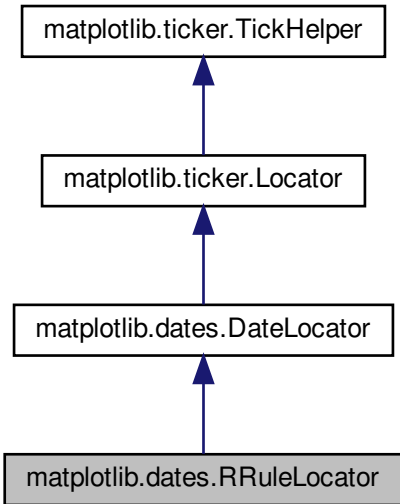 matplotlib.ticker.TickHelper
matplotlib.ticker.Locator
matplotlib.dates.DateLocator
matplotlib.dates.RRuleLocator